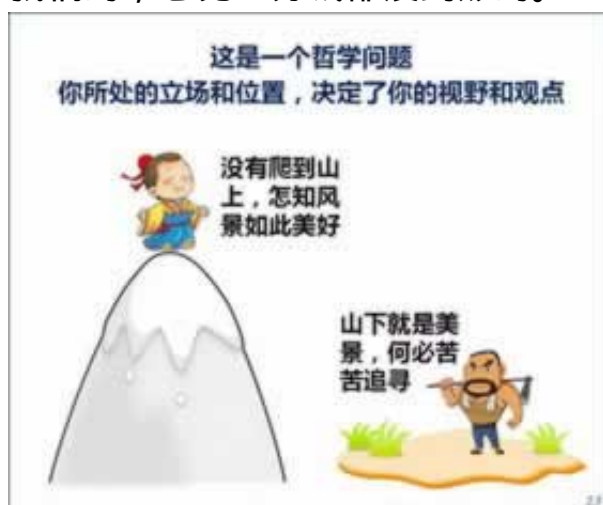 这是一个哲学问题
你所处的立场和位置，决定了你的视野和观点
没有爬到山
上，怎知风
景如此美好
山下就是美
景，何必苦
苦追寻